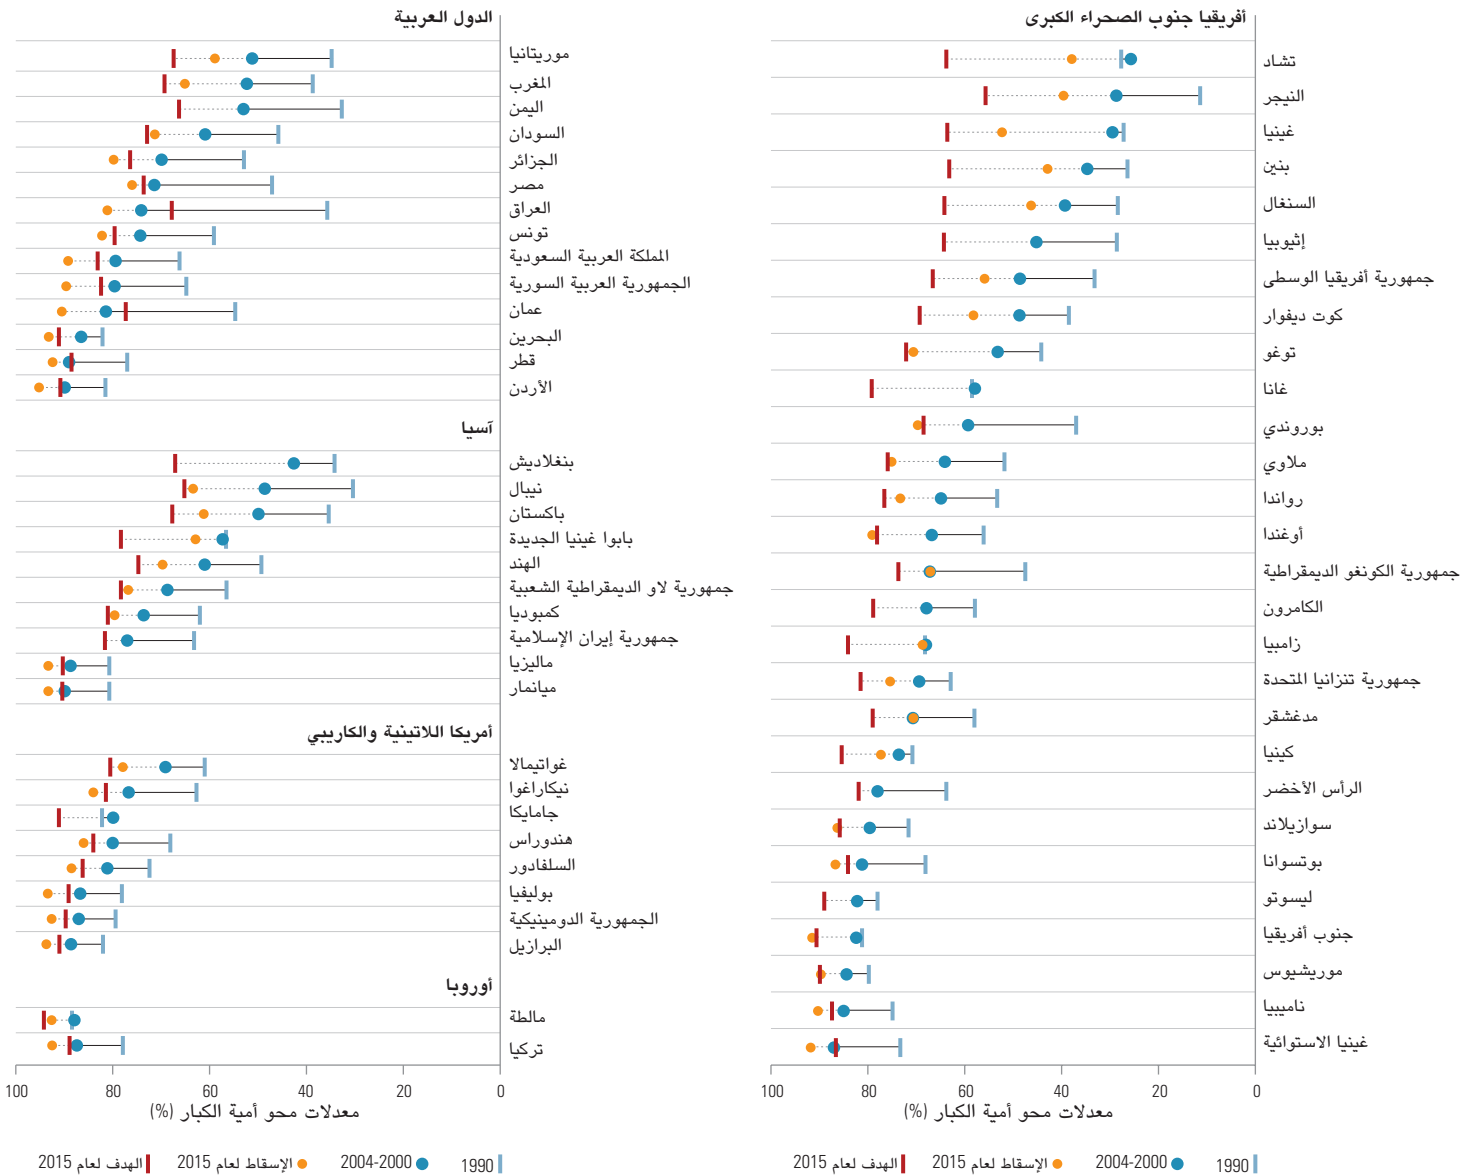 أفريقيا جنوب الصحراء الكبرى
تشاد
النيجر
غينيا
بنين
السنغال
إثيوبيا
جمهورية أفريقيا الوسطى
كوت ديفوار
توغو
غانا
بوروندي
ملاوي
رواندا
أوغندا
جمهورية الكونغو الديمقراطية
الكامرون
زامبيا
جمهورية تنزانيا المتحدة
مدغشقر
كينيا
الرأس الأخضر
سوازيلاند
بوتسوانا
ليسوتو
جنوب أفريقيا
موريشيوس
ناميبيا
غينيا الاستوائية
0 20 40 60 80 100
معدلات محو أمية الكبار (%)
1990 2004-2000 الإسقاط لعام 2015 الهدف لعام 2015
الدول العربية
موريتانيا
المغرب
اليمن
السودان
الجزائر
مصر
العراق
تونس
المملكة العربية السعودية
الجمهورية العربية السورية
عمان
البحرين
قطر
الأردن
آسيا
بنغلاديش
نيبال
باكستان
بابوا غينيا الجديدة
الهند
جمهورية لاو الديمقراطية الشعبية
كمبوديا
جمهورية إيران الإسلامية
ماليزيا
ميانمار
أمريكا اللاتينية والكاريبي
غواتيمالا
نيكاراغوا
جامايكا
هندوراس
السلفادور
بوليفيا
الجمهورية الدومينيكية
البرازيل
أوروبا
مالطة
تركيا
0 20 40 60 80 100
معدلات محو أمية الكبار (%)
1990 2004-2000 الإسقاط لعام 2015 الهدف لعام 2015